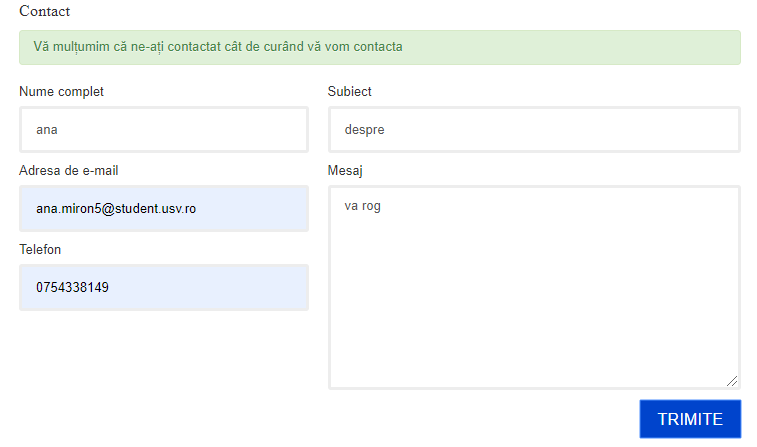 Contact
Vă mulțumim că ne-ați contactat cât de curând vă vom contacta
Nume complet
ana
Adresa de e-mail
ana.miron5@student.usv.ro
Telefon
0754338149
Subiect
despre
Mesaj
va rog
TRIMITE